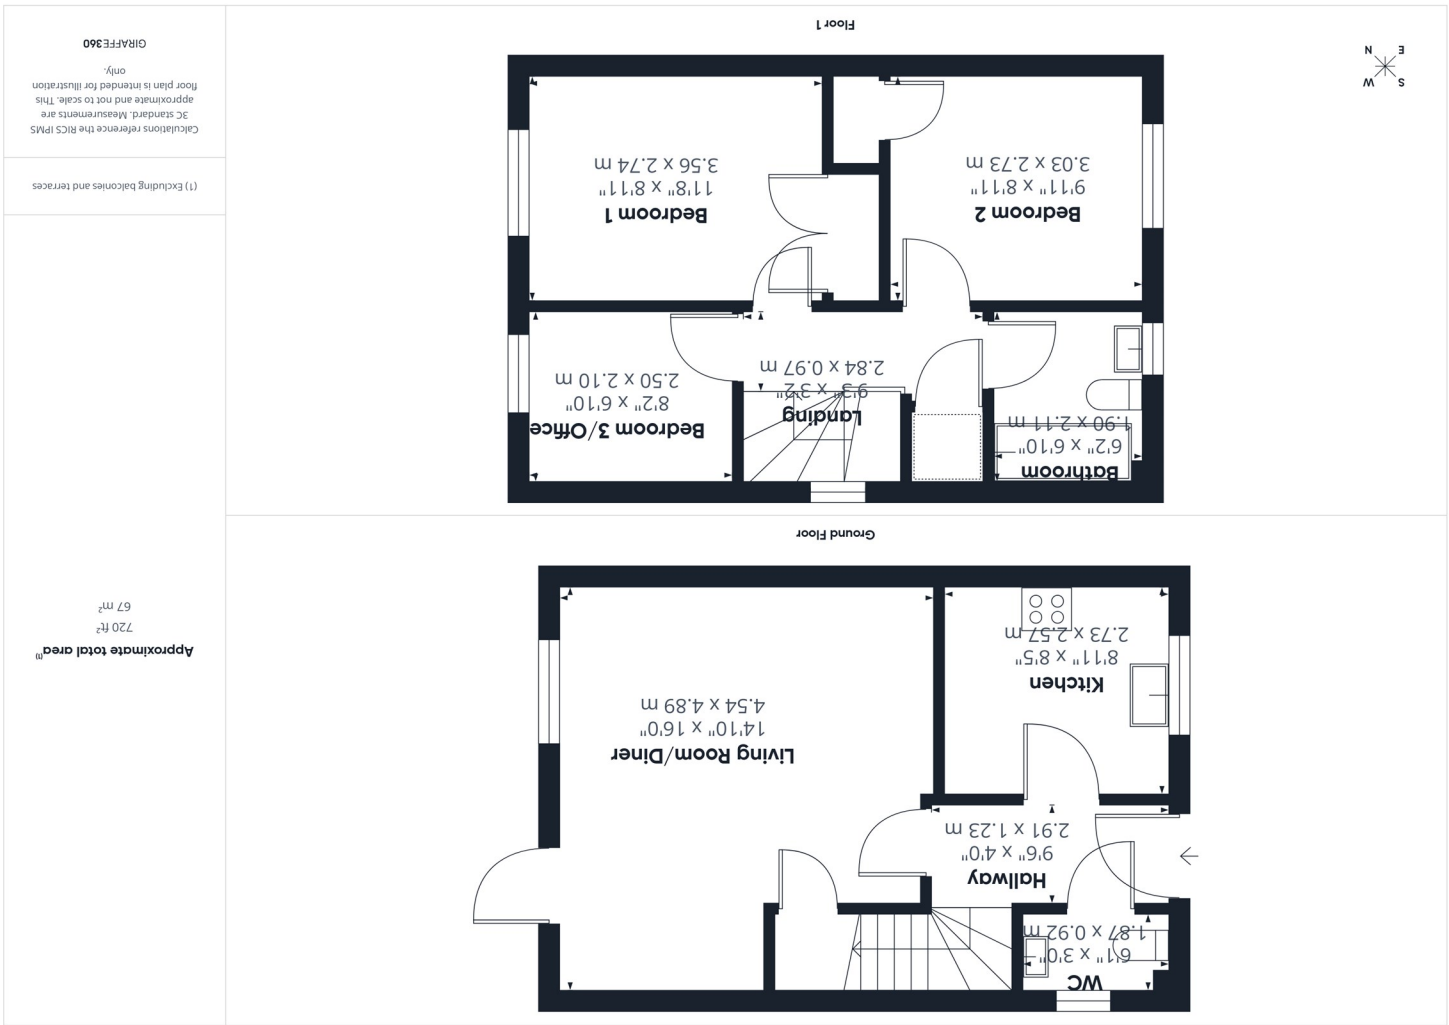 WC
6'1" x 3'0"
1.87 x 0.92 m
Hallway
9'6" x 4'0"
2.91 x 1.23 m
Kitchen
8'11" x 8'5"
2.73 x 2.57 m
Living Room/Diner
14'10" x 16'0"
4.54 x 4.89 m
Ground Floor
Bathroom
6'2" x 6'10"
1.90 x 2.11 m
Landing
9'3" x 3'2"
2.84 x 0.97 m
Bedroom 3/Office
8'2" x 6'10"
2.50 x 2.10 m
Bedroom 2
9'11" x 8'11"
3.03 x 2.73 m
Bedroom 1
11'8" x 8'11"
3.56 x 2.74 m
Floor 1
S W
E N
Approximate total area(1)
720 ft²
67 m²
(1) Excluding balconies and terraces
Calculations reference the RICS IPMS
3C standard. Measurements are
approximate and not to scale. This
floor plan is intended for illustration
only.
GIRAFFE360